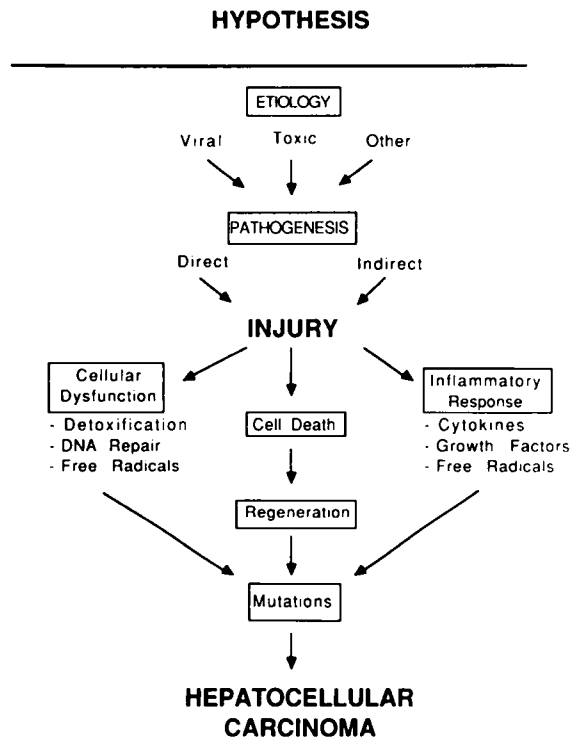 HYPOTHESIS
ETIOLOGY
Viral Toxic Other
PATHOGENESIS
Direct Indirect
INJURY
Cellular
Dysfunction
- Detoxification
- DNA Repair
- Free Radicals
Cell Death
Regeneration
Inflammatory
Response
- Cytokines
- Growth Factors
- Free Radicals
Mutations
HEPATOCELLULAR
CARCINOMA